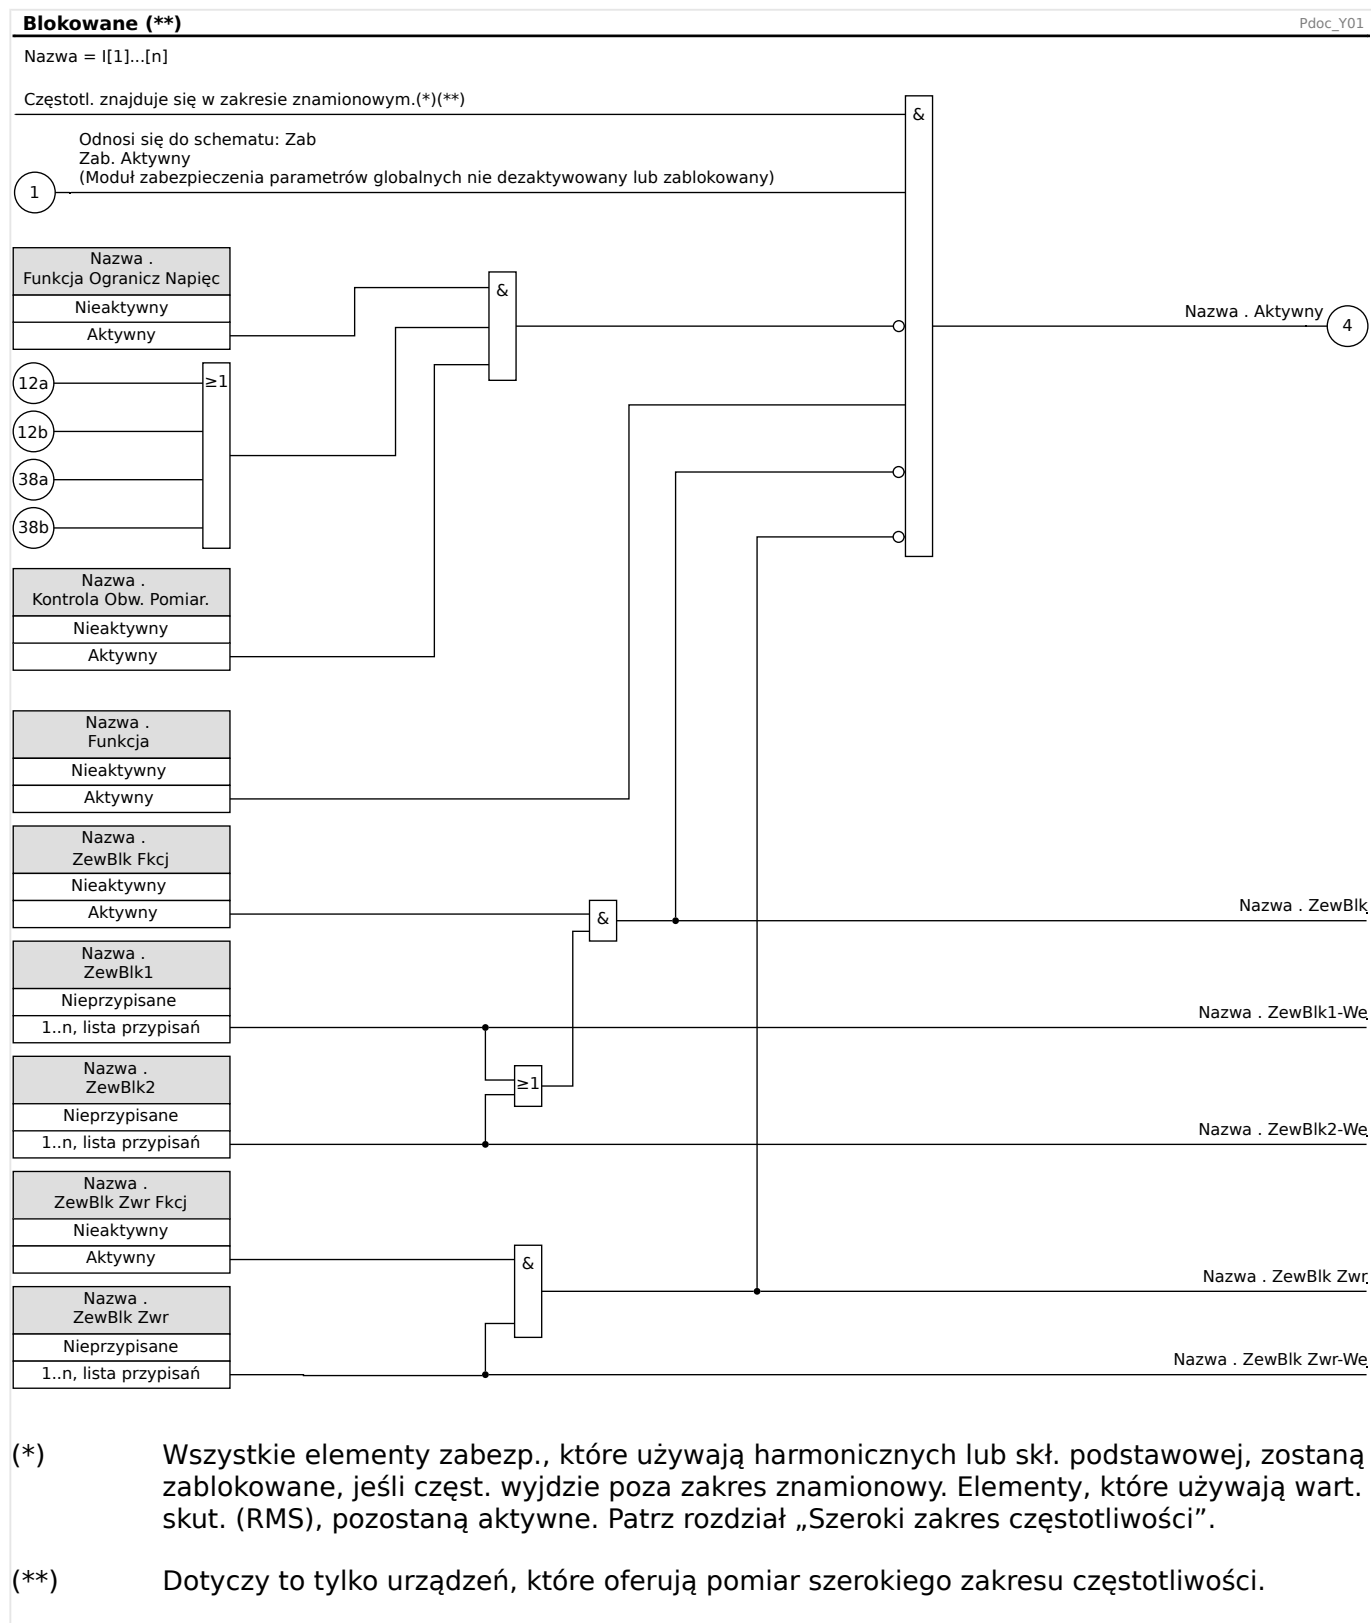 Blokowane (**)
Pdoc_Y01
Nazwa = I[1]...[n]
Częstotl. znajduje się w zakresie znamionowym.(*)(**)
&
Odnosi się do schematu: Zab
Zab. Aktywny
(Moduł zabezpieczenia parametrów globalnych nie dezaktywowany lub zablokowany)
1
Nazwa .
Funkcja Ogranicz Napięc
Nieaktywny
Aktywny
&
Nazwa . Aktywny
4
12a
≥1
12b
38a
38b
Nazwa .
Kontrola Obw. Pomiar.
Nieaktywny
Aktywny
Nazwa .
Funkcja
Nieaktywny
Aktywny
Nazwa .
ZewBlk Fkcj
Nieaktywny
Aktywny
&
Nazwa . ZewBlk
Nazwa .
ZewBlk1
Nieprzypisane
1..n, lista przypisań
Nazwa . ZewBlk1-We
≥1
Nazwa .
ZewBlk2
Nieprzypisane
1..n, lista przypisań
Nazwa . ZewBlk2-We
Nazwa .
ZewBlk Zwr Fkcj
Nieaktywny
Aktywny
&
Nazwa . ZewBlk Zwr
Nazwa .
ZewBlk Zwr
Nieprzypisane
1..n, lista przypisań
Nazwa . ZewBlk Zwr-We
(*) Wszystkie elementy zabezp., które używają harmonicznych lub skł. podstawowej, zostaną
zablokowane, jeśli częst. wyjdzie poza zakres znamionowy. Elementy, które używają wart.
skut. (RMS), pozostaną aktywne. Patrz rozdział „Szeroki zakres częstotliwości”.
(**) Dotyczy to tylko urządzeń, które oferują pomiar szerokiego zakresu częstotliwości.